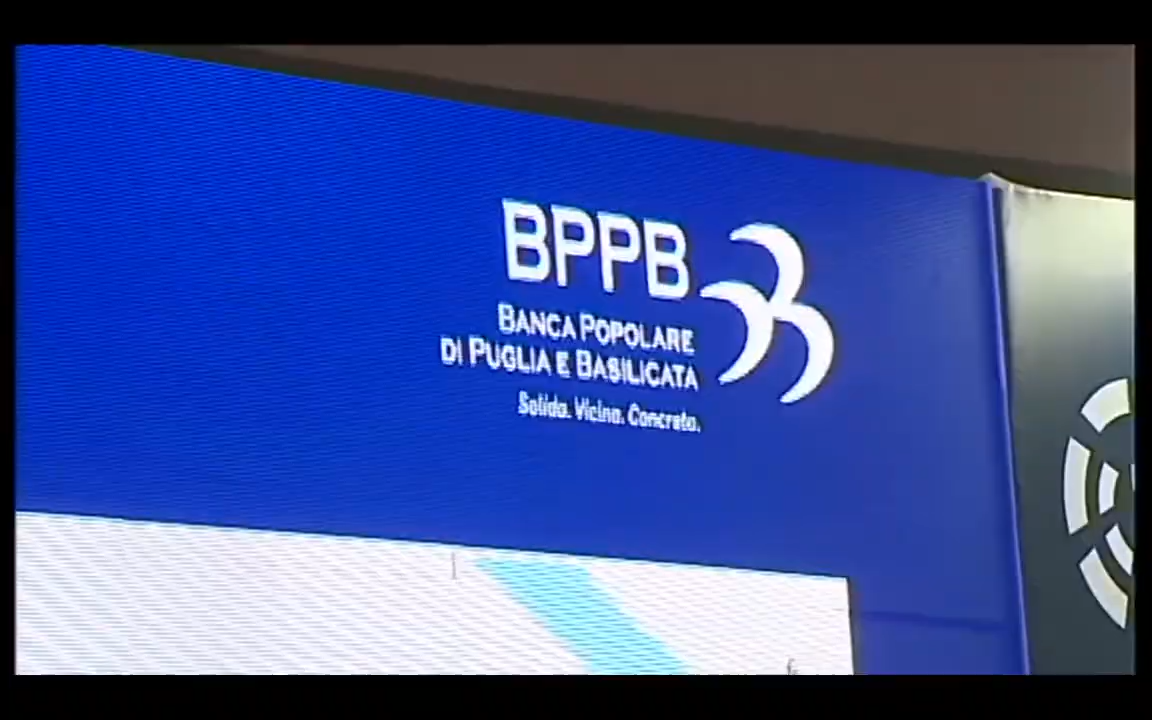 BPPB
BANCA POPOLARE
DI PUGLIA E BASILICATA
Solida. Vicina. Concreta.